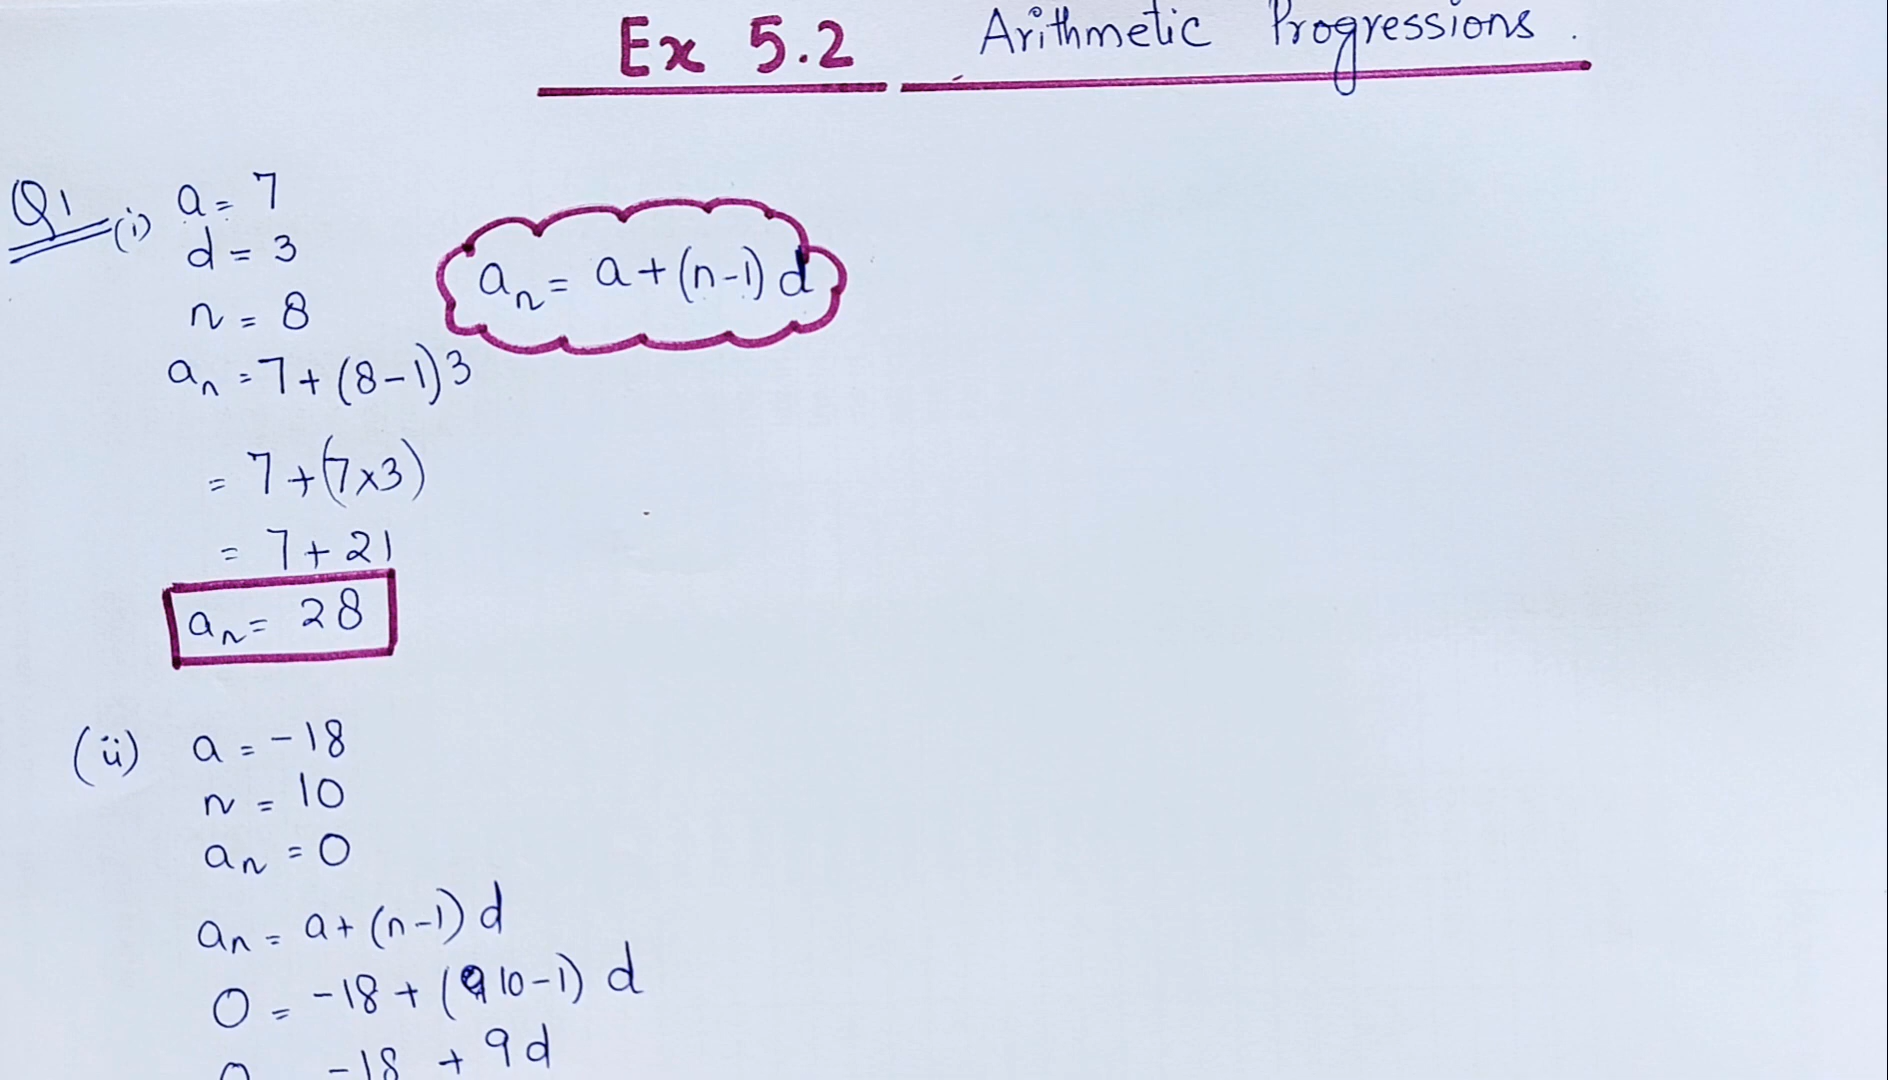 Ex 5.2 Arithmetic Progressions.
Q1 (i) a = 7
d = 3
n = 8
aₙ = a + (n-1) d
aₙ = 7 + (8-1)3
= 7 + (7x3)
= 7 + 21
aₙ = 28
(ii) a = -18
n = 10
aₙ = 0
aₙ = a + (n-1) d
0 = -18 + (10-1) d
-18 + 9d